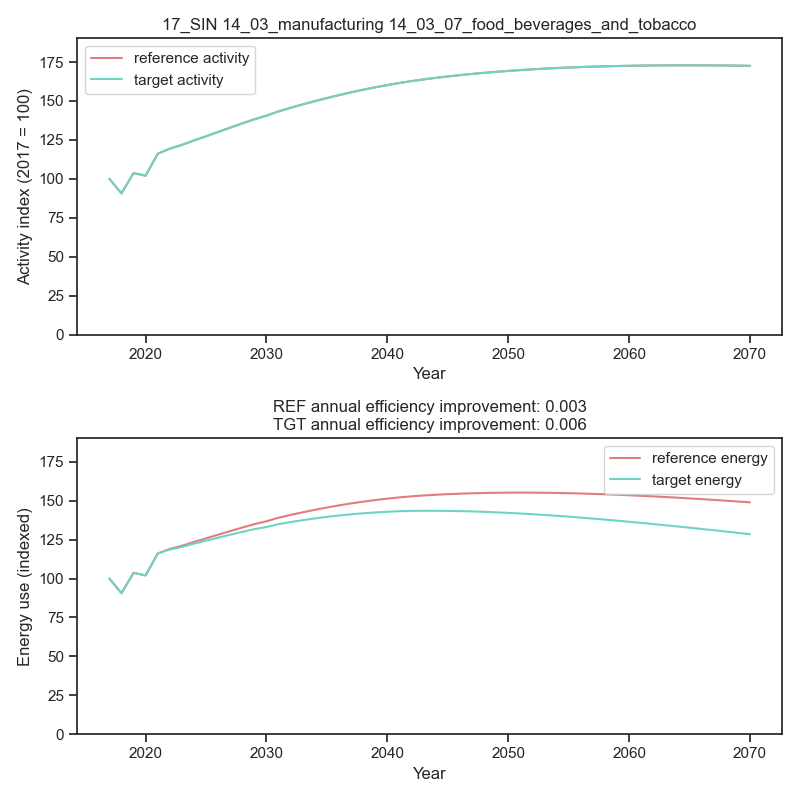 17_SIN 14_03_manufacturing 14_03_07_food_beverages_and_tobacco
reference activity
target activity
Activity index (2017 = 100)
175
150
125
100
75
50
25
0
2020 2030 2040 2050 2060 2070
Year
REF annual efficiency improvement: 0.003
TGT annual efficiency improvement: 0.006
reference energy
target energy
Energy use (indexed)
175
150
125
100
75
50
25
0
2020 2030 2040 2050 2060 2070
Year